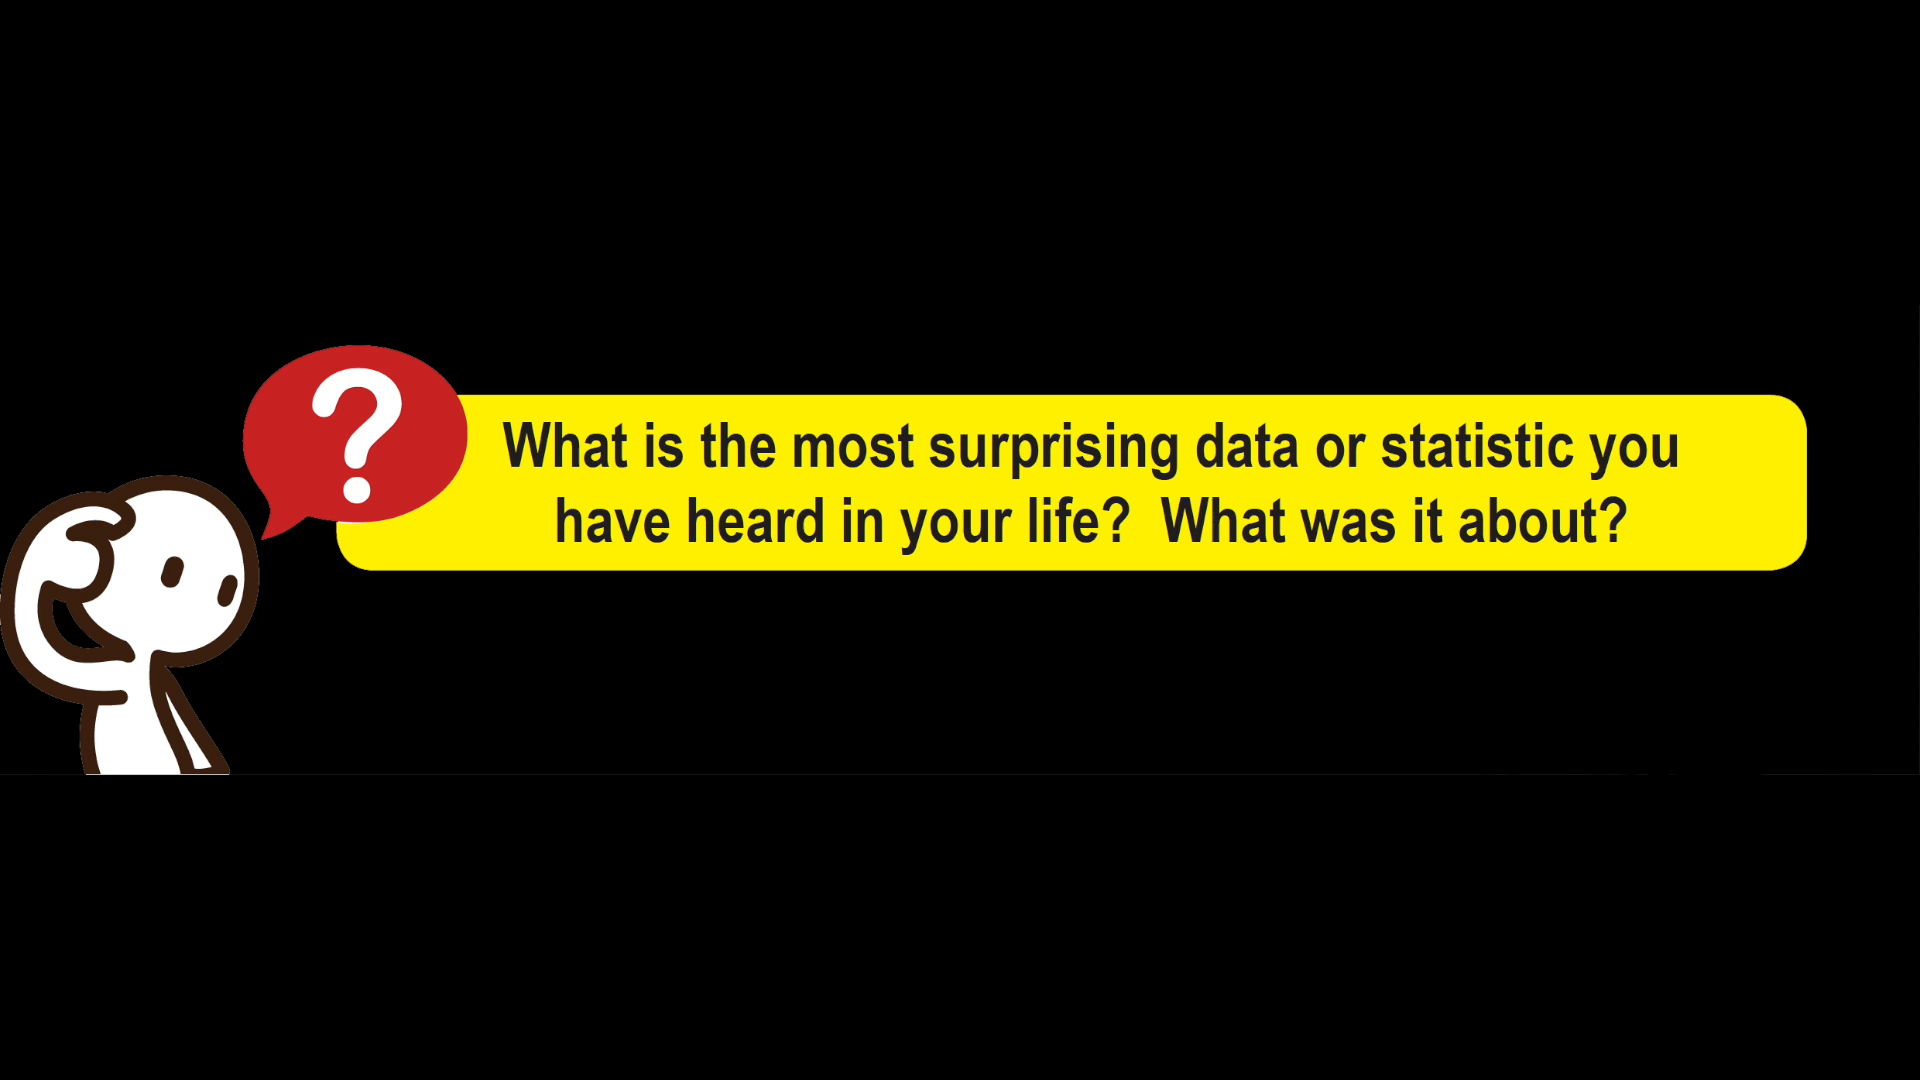 ?
What is the most surprising data or statistic you
have heard in your life?  What was it about?